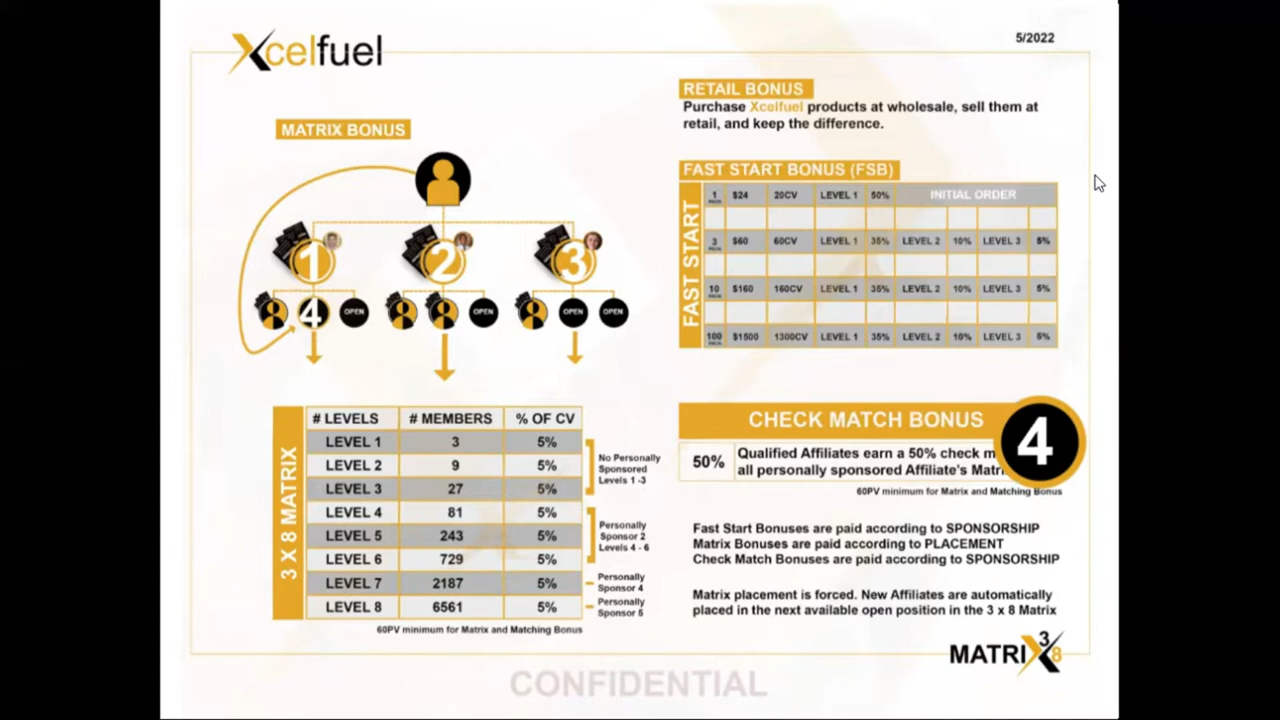 Xcelfuel
5/2022
MATRIX BONUS
1
2
3
4
OPEN
OPEN
OPEN
OPEN
3 X 8 MATRIX
# LEVELS # MEMBERS % OF CV
LEVEL 1 3 5%
LEVEL 2 9 5%
LEVEL 3 27 5%
LEVEL 4 81 5%
LEVEL 5 243 5%
LEVEL 6 729 5%
LEVEL 7 2187 5%
LEVEL 8 6561 5%
No Personally
Sponsored
Levels 1 -3
Personally
Sponsor 2
Levels 4 - 6
Personally
Sponsor 4
Personally
Sponsor 5
60PV minimum for Matrix and Matching Bonus
RETAIL BONUS
Purchase Xcelfuel products at wholesale, sell them at
retail, and keep the difference.
FAST START BONUS (FSB)
FAST START
1 PACK $24 20CV LEVEL 1 50% INITIAL ORDER
3 PACK $60 60CV LEVEL 1 35% LEVEL 2 10% LEVEL 3 5%
10 PACK $160 160CV LEVEL 1 35% LEVEL 2 10% LEVEL 3 5%
100 PACK $1500 1300CV LEVEL 1 35% LEVEL 2 10% LEVEL 3 5%
CHECK MATCH BONUS
4
50% Qualified Affiliates earn a 50% check m
all personally sponsored Affiliate's Matri
60PV minimum for Matrix and Matching Bonus
Fast Start Bonuses are paid according to SPONSORSHIP
Matrix Bonuses are paid according to PLACEMENT
Check Match Bonuses are paid according to SPONSORSHIP
Matrix placement is forced. New Affiliates are automatically
placed in the next available open position in the 3 x 8 Matrix
MATRIX 3 8
CONFIDENTIAL